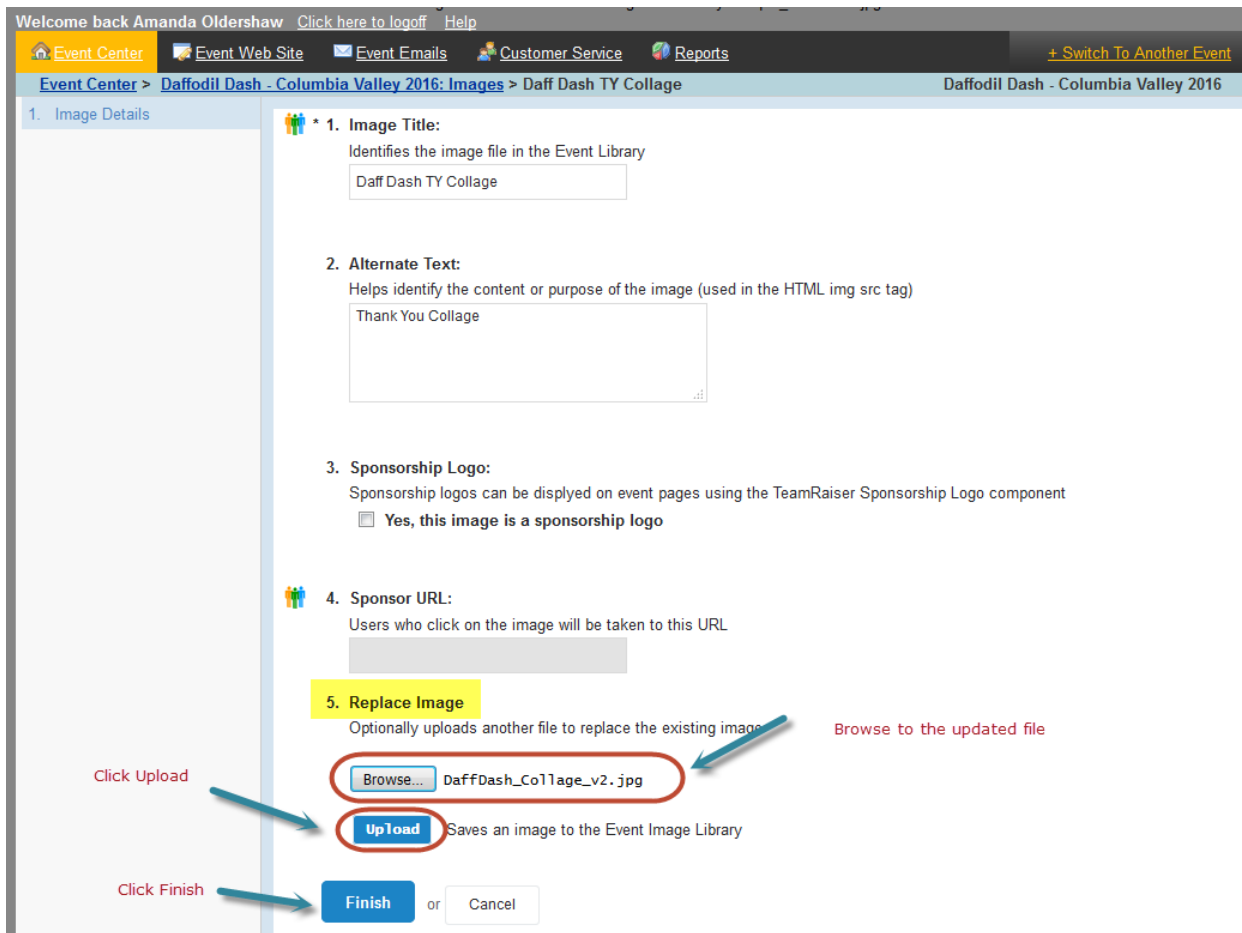 Welcome back Amanda Oldershaw Click here to logoff Help
Event Center Event Web Site Event Emails Customer Service Reports + Switch To Another Event
Event Center > Daffodil Dash - Columbia Valley 2016: Images > Daff Dash TY Collage Daffodil Dash - Columbia Valley 2016
1. Image Details
* 1. Image Title:
Identifies the image file in the Event Library
Daff Dash TY Collage
2. Alternate Text:
Helps identify the content or purpose of the image (used in the HTML img src tag)
Thank You Collage
3. Sponsorship Logo:
Sponsorship logos can be displyed on event pages using the TeamRaiser Sponsorship Logo component
Yes, this image is a sponsorship logo
4. Sponsor URL:
Users who click on the image will be taken to this URL
5. Replace Image
Optionally uploads another file to replace the existing image
Browse to the updated file
Browse... DaffDash_Collage_v2.jpg
Click Upload
Upload Saves an image to the Event Image Library
Click Finish
Finish or Cancel